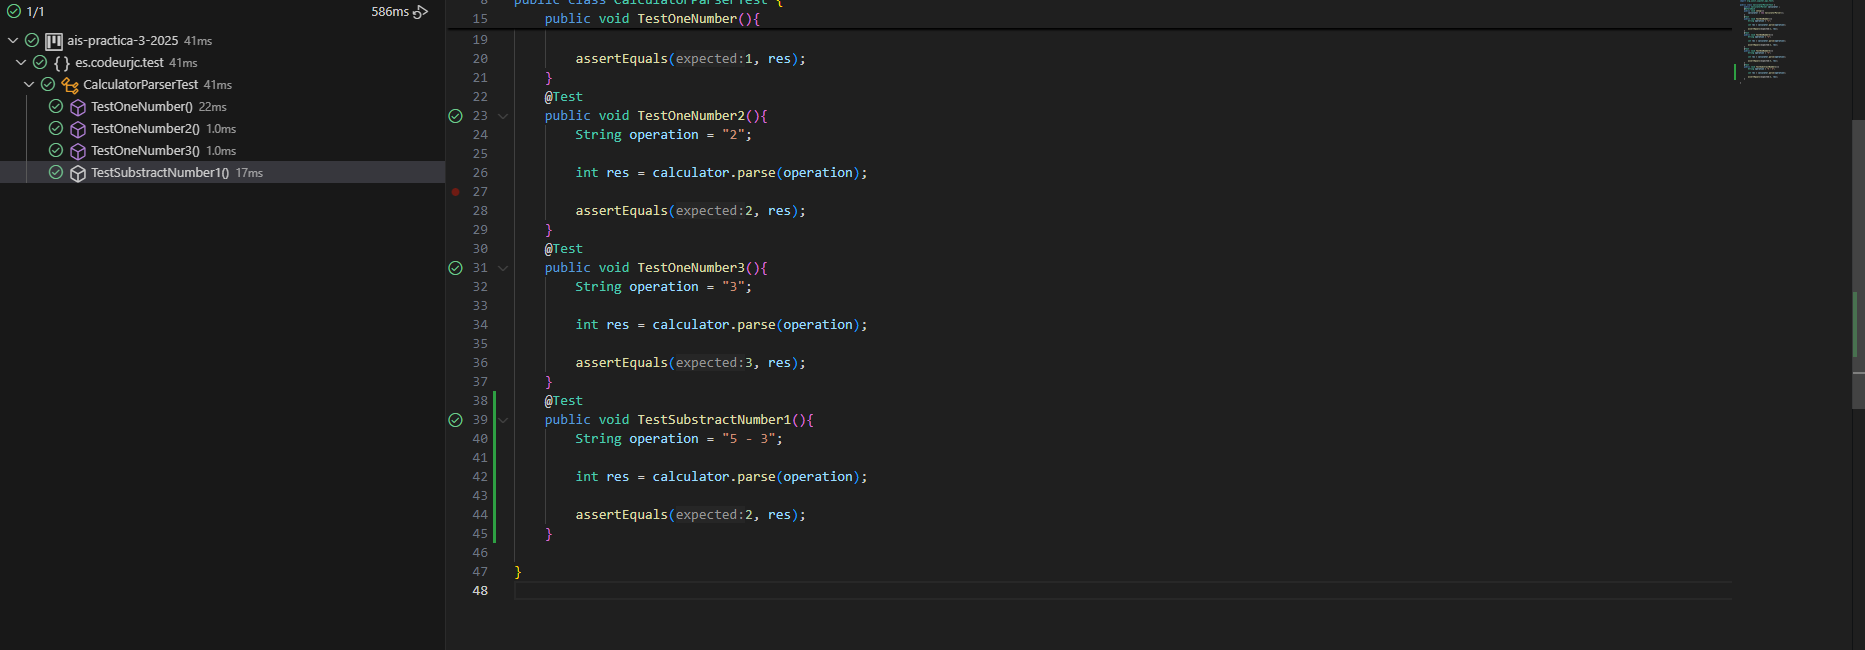 1/1 586ms
ais-practica-3-2025 41ms
es.codeurjc.test 41ms
CalculatorParserTest 41ms
TestOneNumber() 22ms
TestOneNumber2() 1.0ms
TestOneNumber3() 1.0ms
TestSubstractNumber1() 17ms
8 public class CalculatorParserTest {
15 public void TestOneNumber(){
19
20 assertEquals(expected:1, res);
21 }
22 @Test
23 public void TestOneNumber2(){
24 String operation = "2";
25
26 int res = calculator.parse(operation);
27
28 assertEquals(expected:2, res);
29 }
30 @Test
31 public void TestOneNumber3(){
32 String operation = "3";
33
34 int res = calculator.parse(operation);
35
36 assertEquals(expected:3, res);
37 }
38 @Test
39 public void TestSubstractNumber1(){
40 String operation = "5 - 3";
41
42 int res = calculator.parse(operation);
43
44 assertEquals(expected:2, res);
45 }
46
47 }
48